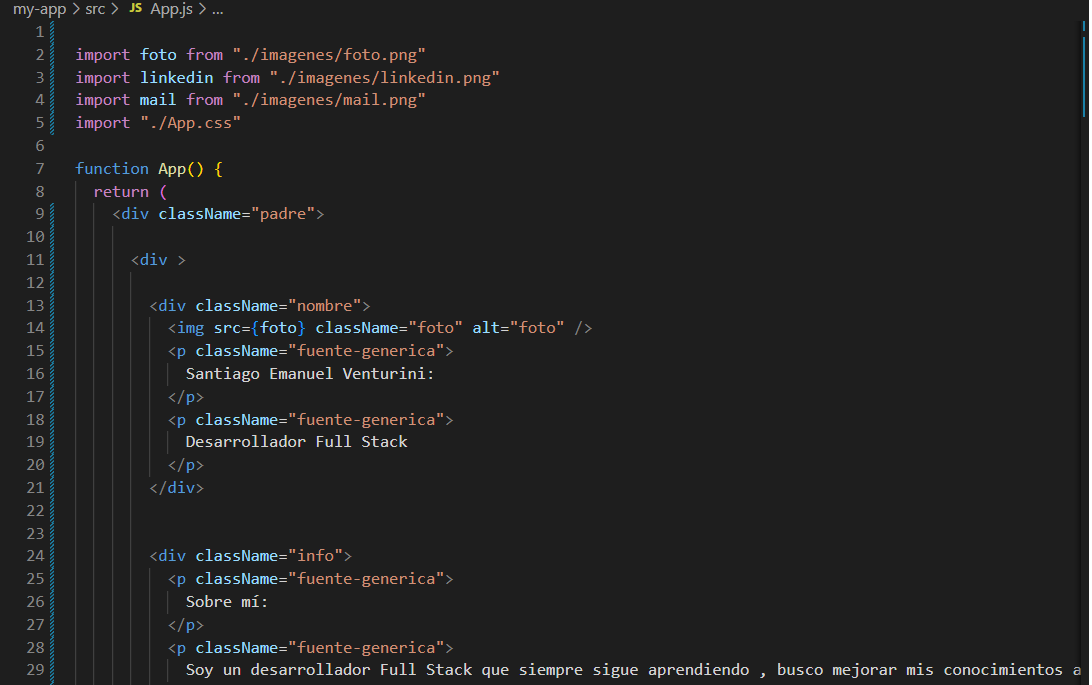 my-app > src > JS App.js > ...
1
2 import foto from "./imagenes/foto.png"
3 import linkedin from "./imagenes/linkedin.png"
4 import mail from "./imagenes/mail.png"
5 import "./App.css"
6
7 function App() {
8 return (
9 <div className="padre">
10
11 <div >
12
13 <div className="nombre">
14 <img src={foto} className="foto" alt="foto" />
15 <p className="fuente-generica">
16 Santiago Emanuel Venturini:
17 </p>
18 <p className="fuente-generica">
19 Desarrollador Full Stack
20 </p>
21 </div>
22
23
24 <div className="info">
25 <p className="fuente-generica">
26 Sobre mí:
27 </p>
28 <p className="fuente-generica">
29 Soy un desarrollador Full Stack que siempre sigue aprendiendo , busco mejorar mis conocimientos a